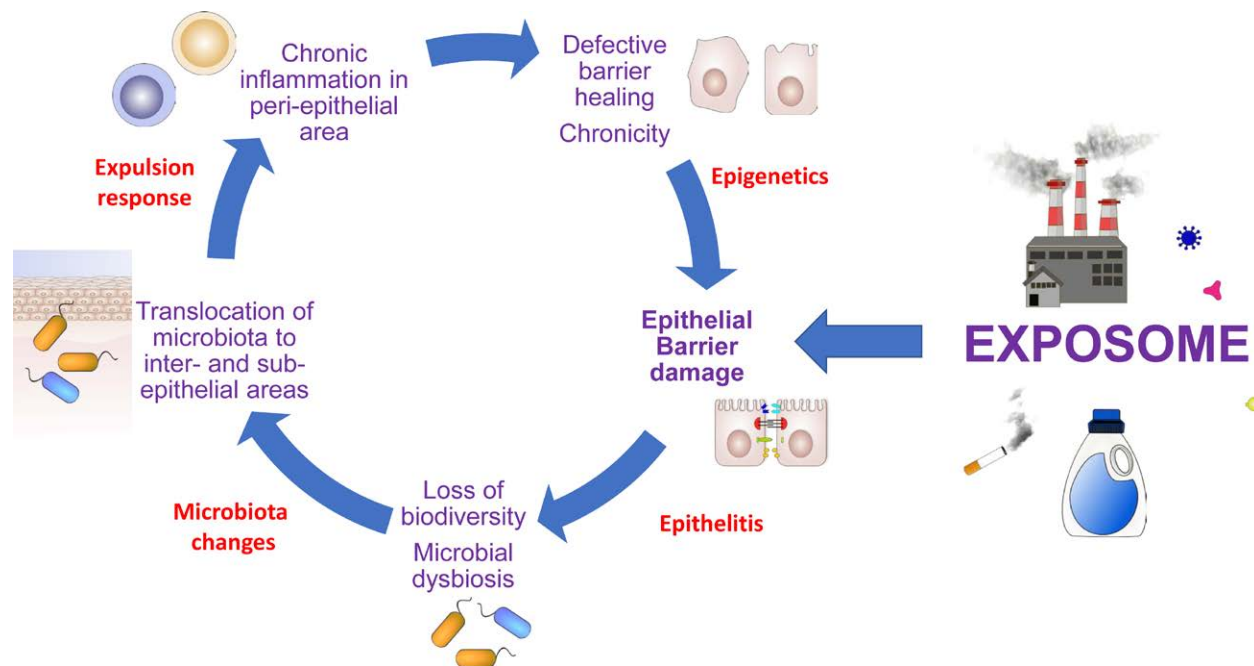 Chronic
inflammation in
peri-epithelial
area
Defective
barrier
healing
Chronicity
Expulsion
response
Epigenetics
Translocation of
microbiota to
inter- and sub-
epithelial areas
Epithelial
Barrier
damage
EXPOSOME
Microbiota
changes
Loss of
biodiversity
Microbial
dysbiosis
Epithelitis